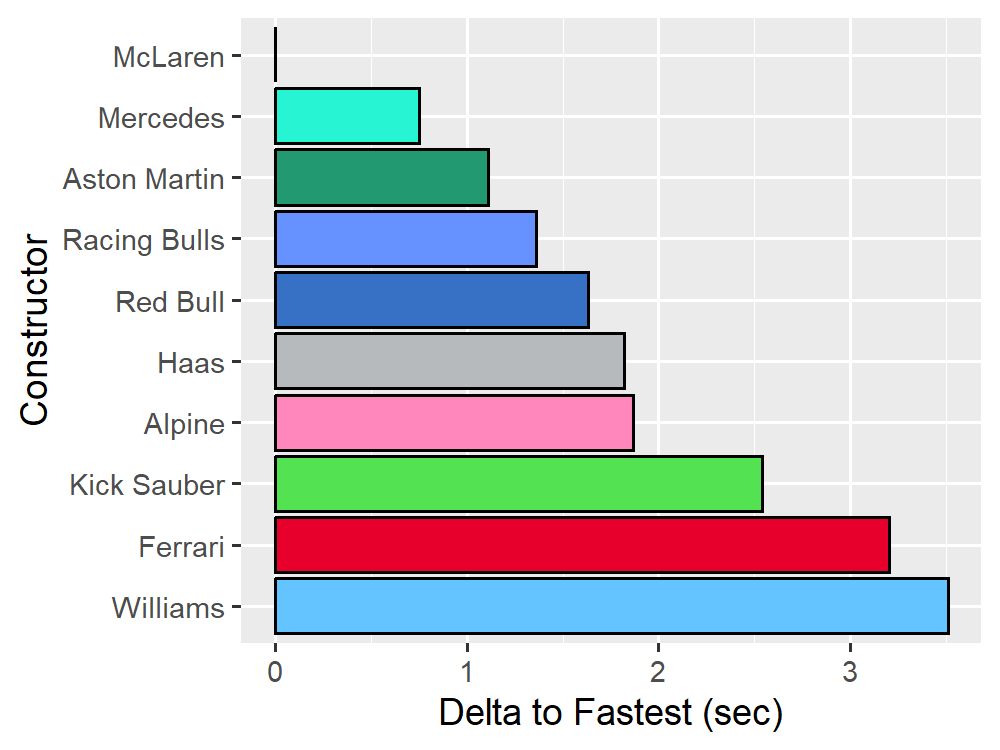 McLaren
Mercedes
Aston Martin
Racing Bulls
Red Bull
Haas
Alpine
Kick Sauber
Ferrari
Williams
Constructor
0 1 2 3
Delta to Fastest (sec)